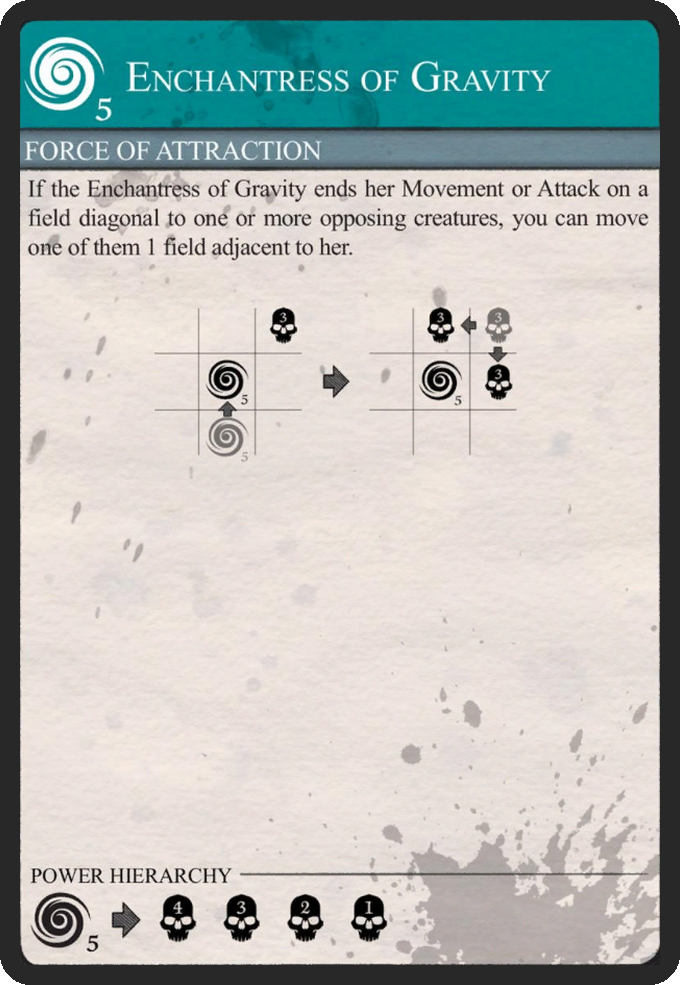 5 ENCHANTRESS OF GRAVITY
FORCE OF ATTRACTION
If the Enchantress of Gravity ends her Movement or Attack on a
field diagonal to one or more opposing creatures, you can move
one of them 1 field adjacent to her.
3 3 3
5 5 3
5
POWER HIERARCHY
5 4 3 2 1